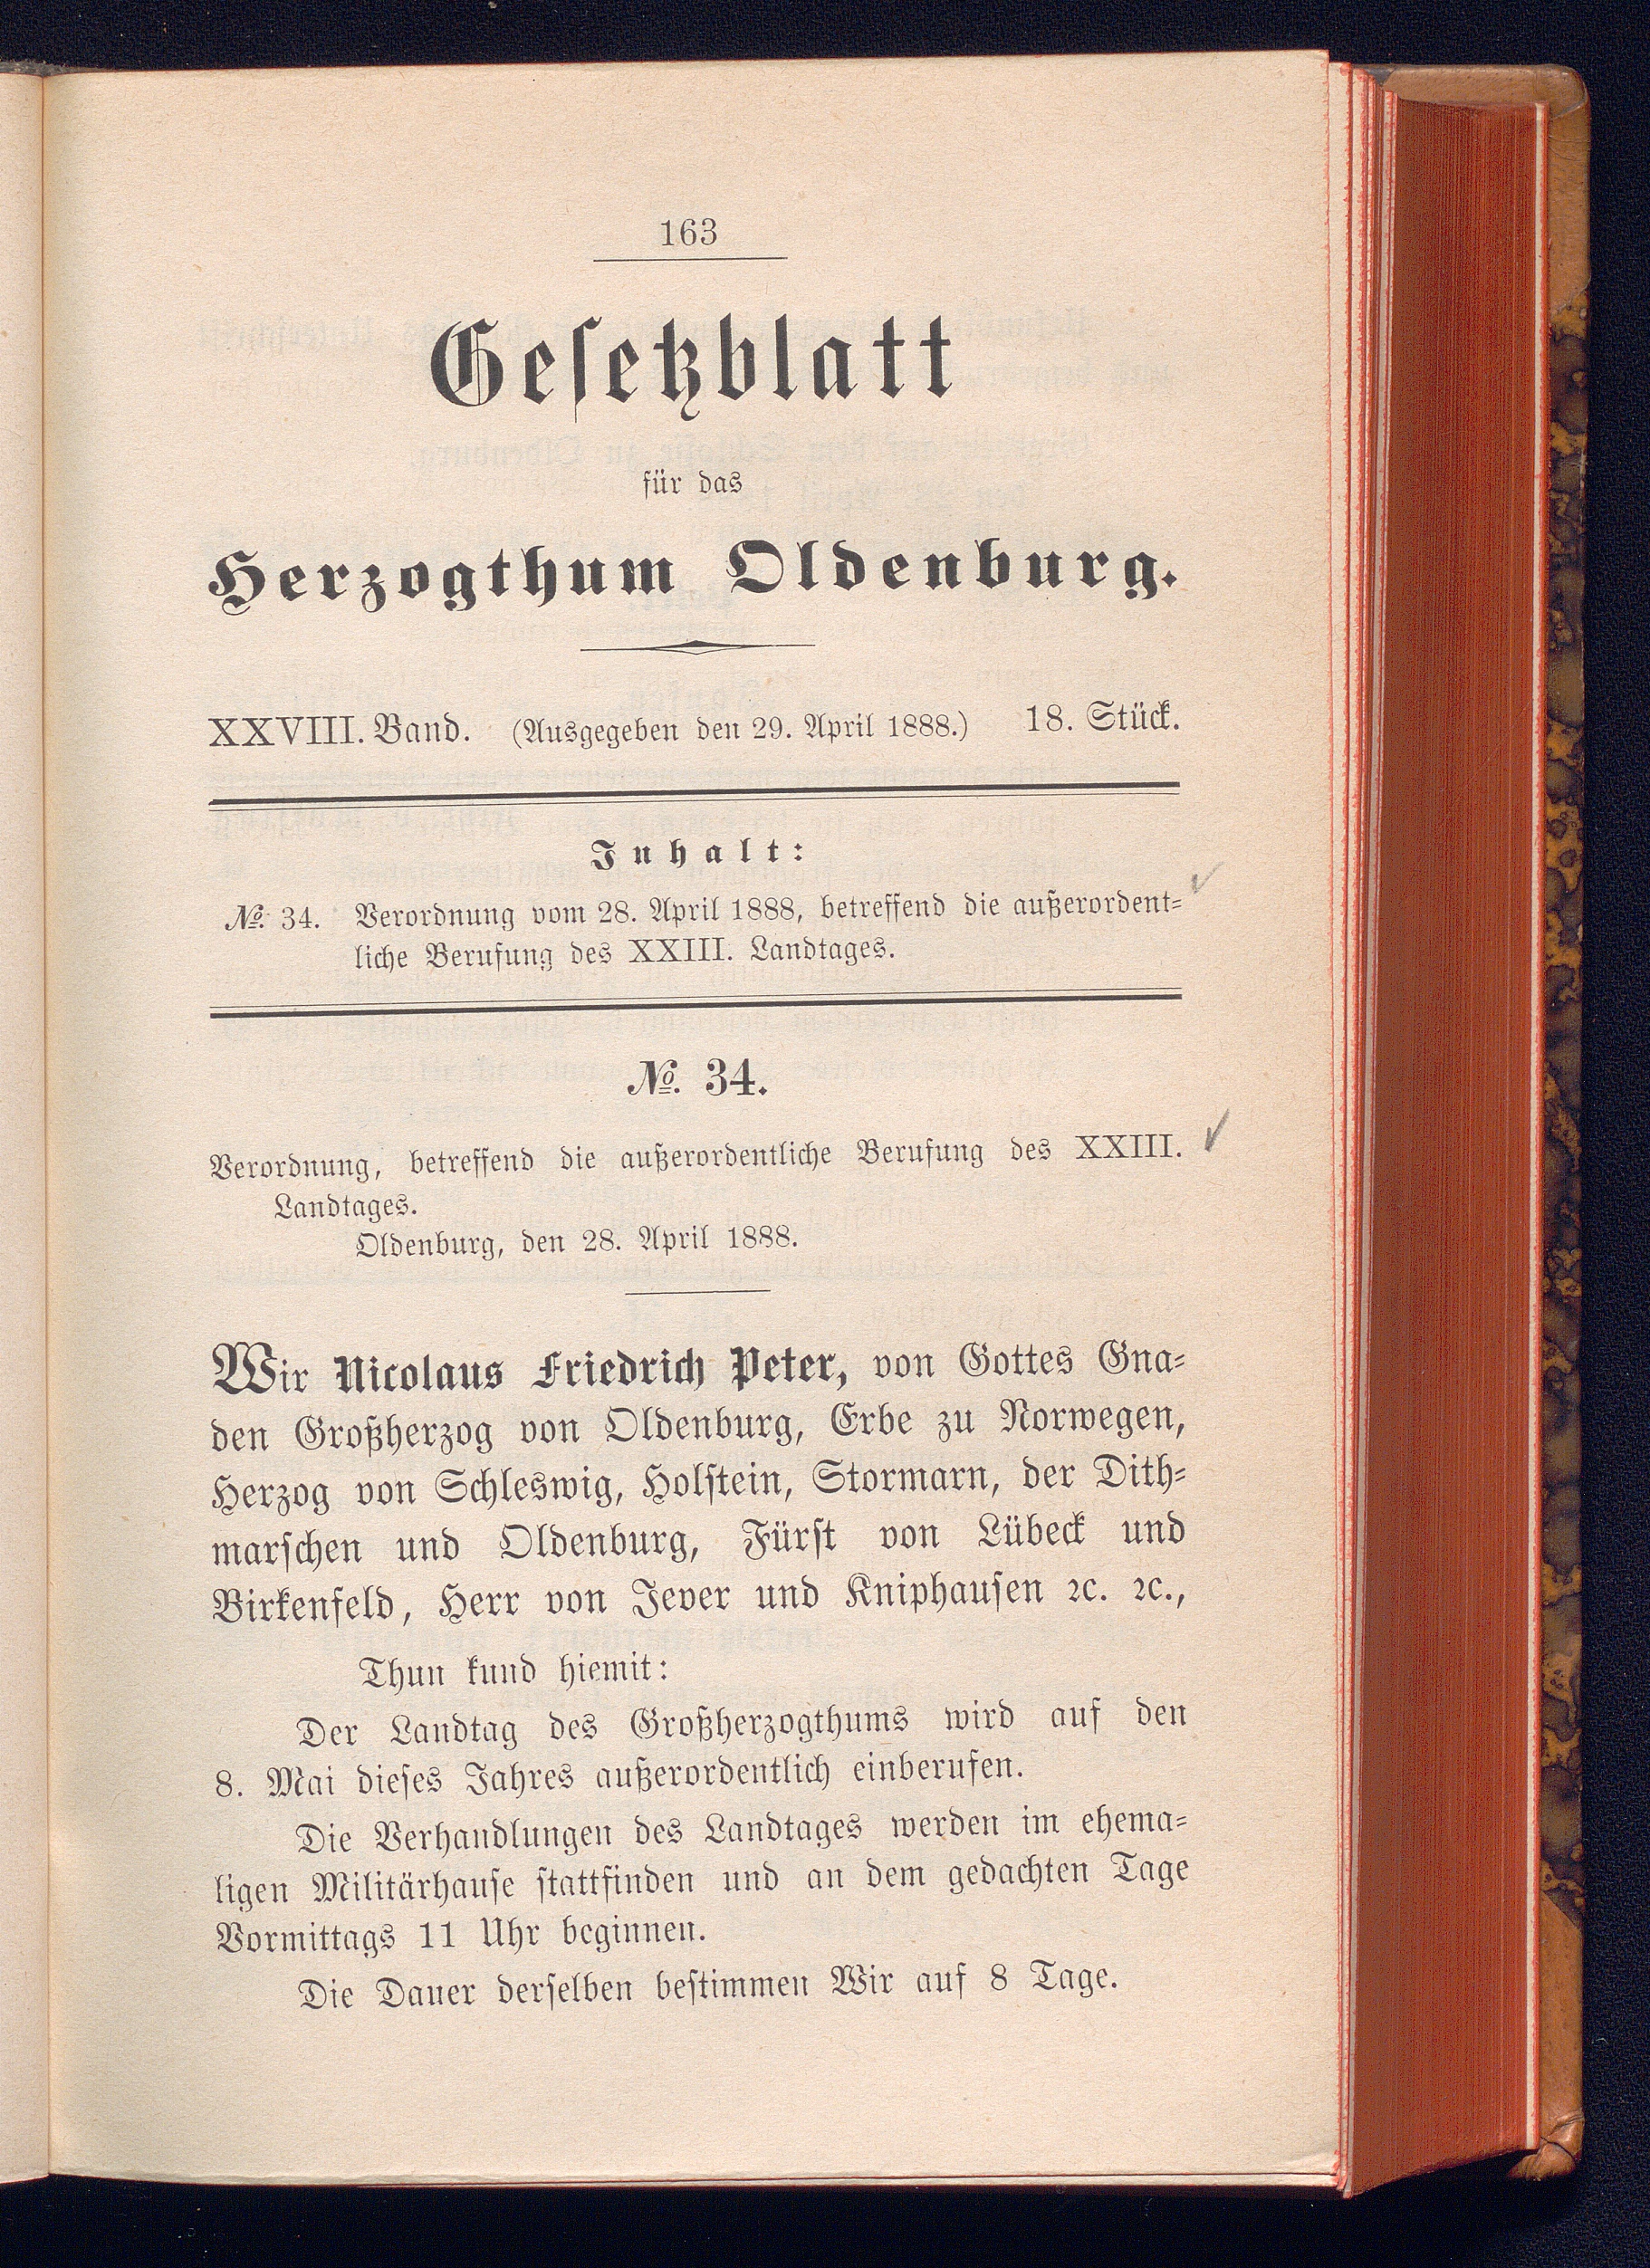 163
Gesetzblatt
für das
Herzogthum Oldenburg.
XXVIII. Band. (Ausgegeben den 29. April 1888.) 18. Stück.
Inhalt:
№. 34. Verordnung vom 28. April 1888, betreffend die außerordent-
liche Berufung des XXIII. Landtages.
№. 34.
Verordnung, betreffend die außerordentliche Berufung des XXIII.
Landtages.
Oldenburg, den 28. April 1888.
Wir Nicolaus Friedrich Peter, von Gottes Gna-
den Großherzog von Oldenburg, Erbe zu Norwegen,
Herzog von Schleswig, Holstein, Stormarn, der Dith-
marschen und Oldenburg, Fürst von Lübeck und
Birkenfeld, Herr von Jever und Kniphausen ꝛc. ꝛc.,
Thun kund hiemit:
Der Landtag des Großherzogthums wird auf den
8. Mai dieses Jahres außerordentlich einberufen.
Die Verhandlungen des Landtages werden im ehema-
ligen Militärhause stattfinden und an dem gedachten Tage
Vormittags 11 Uhr beginnen.
Die Dauer derselben bestimmen Wir auf 8 Tage.